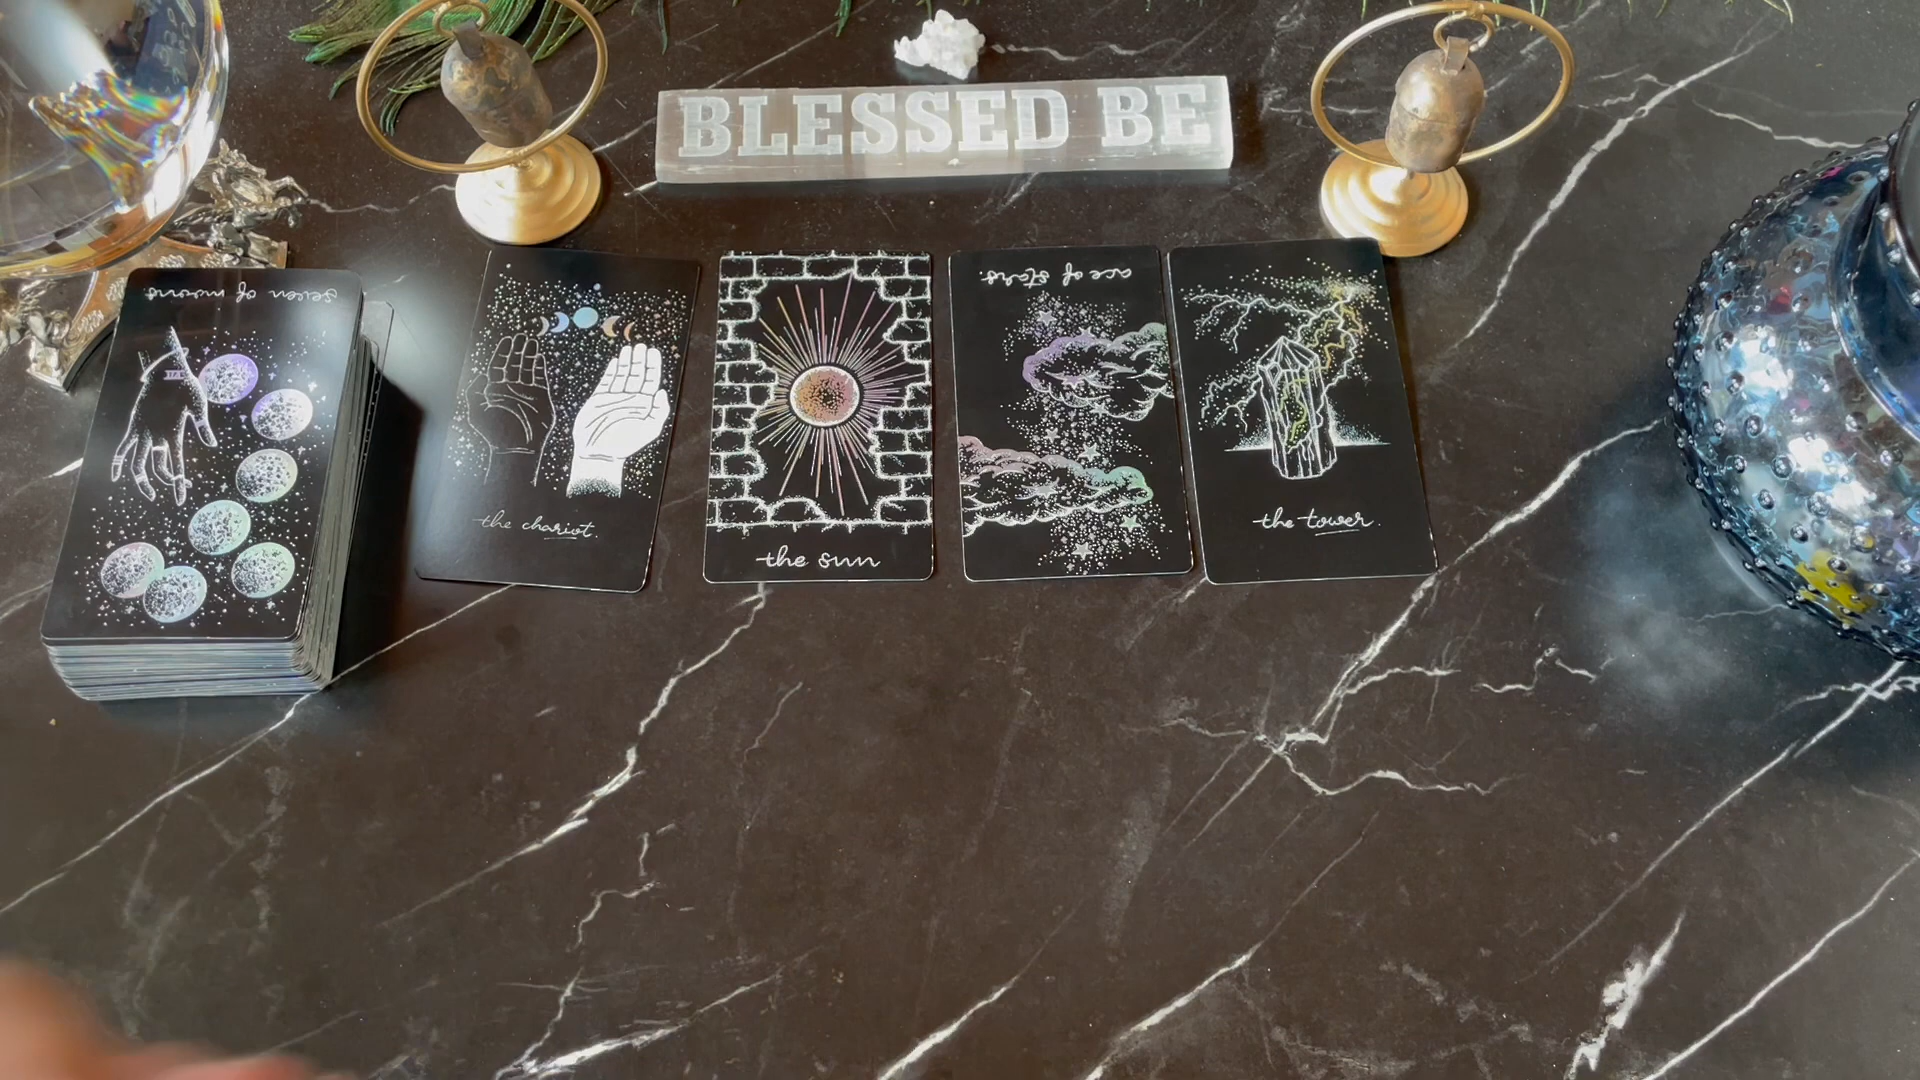 BLESSED BE
seven of moons
the chariot.
the sun
ace of stars.
the tower.